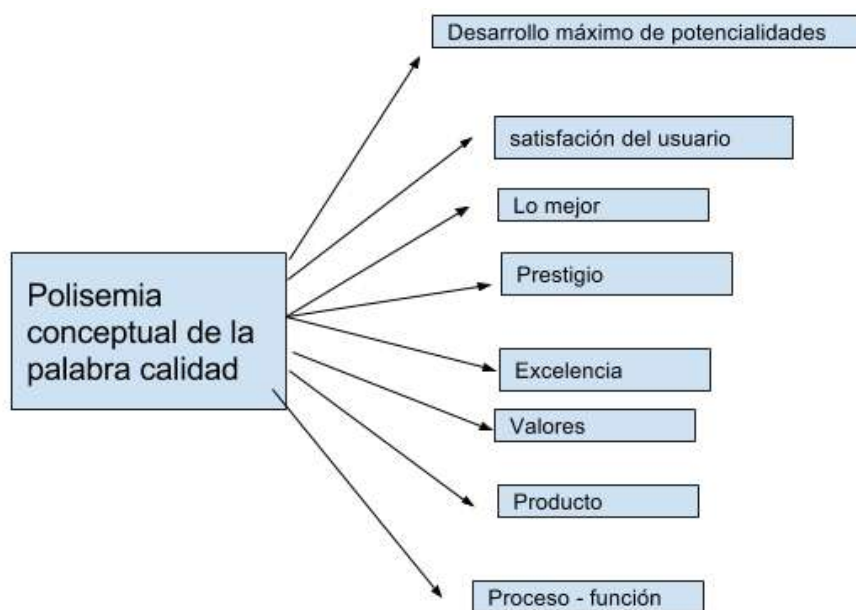 Desarrollo máximo de potencialidades
satisfación del usuario
Lo mejor
Polisemia
conceptual de la
palabra calidad
Prestigio
Excelencia
Valores
Producto
Proceso - función